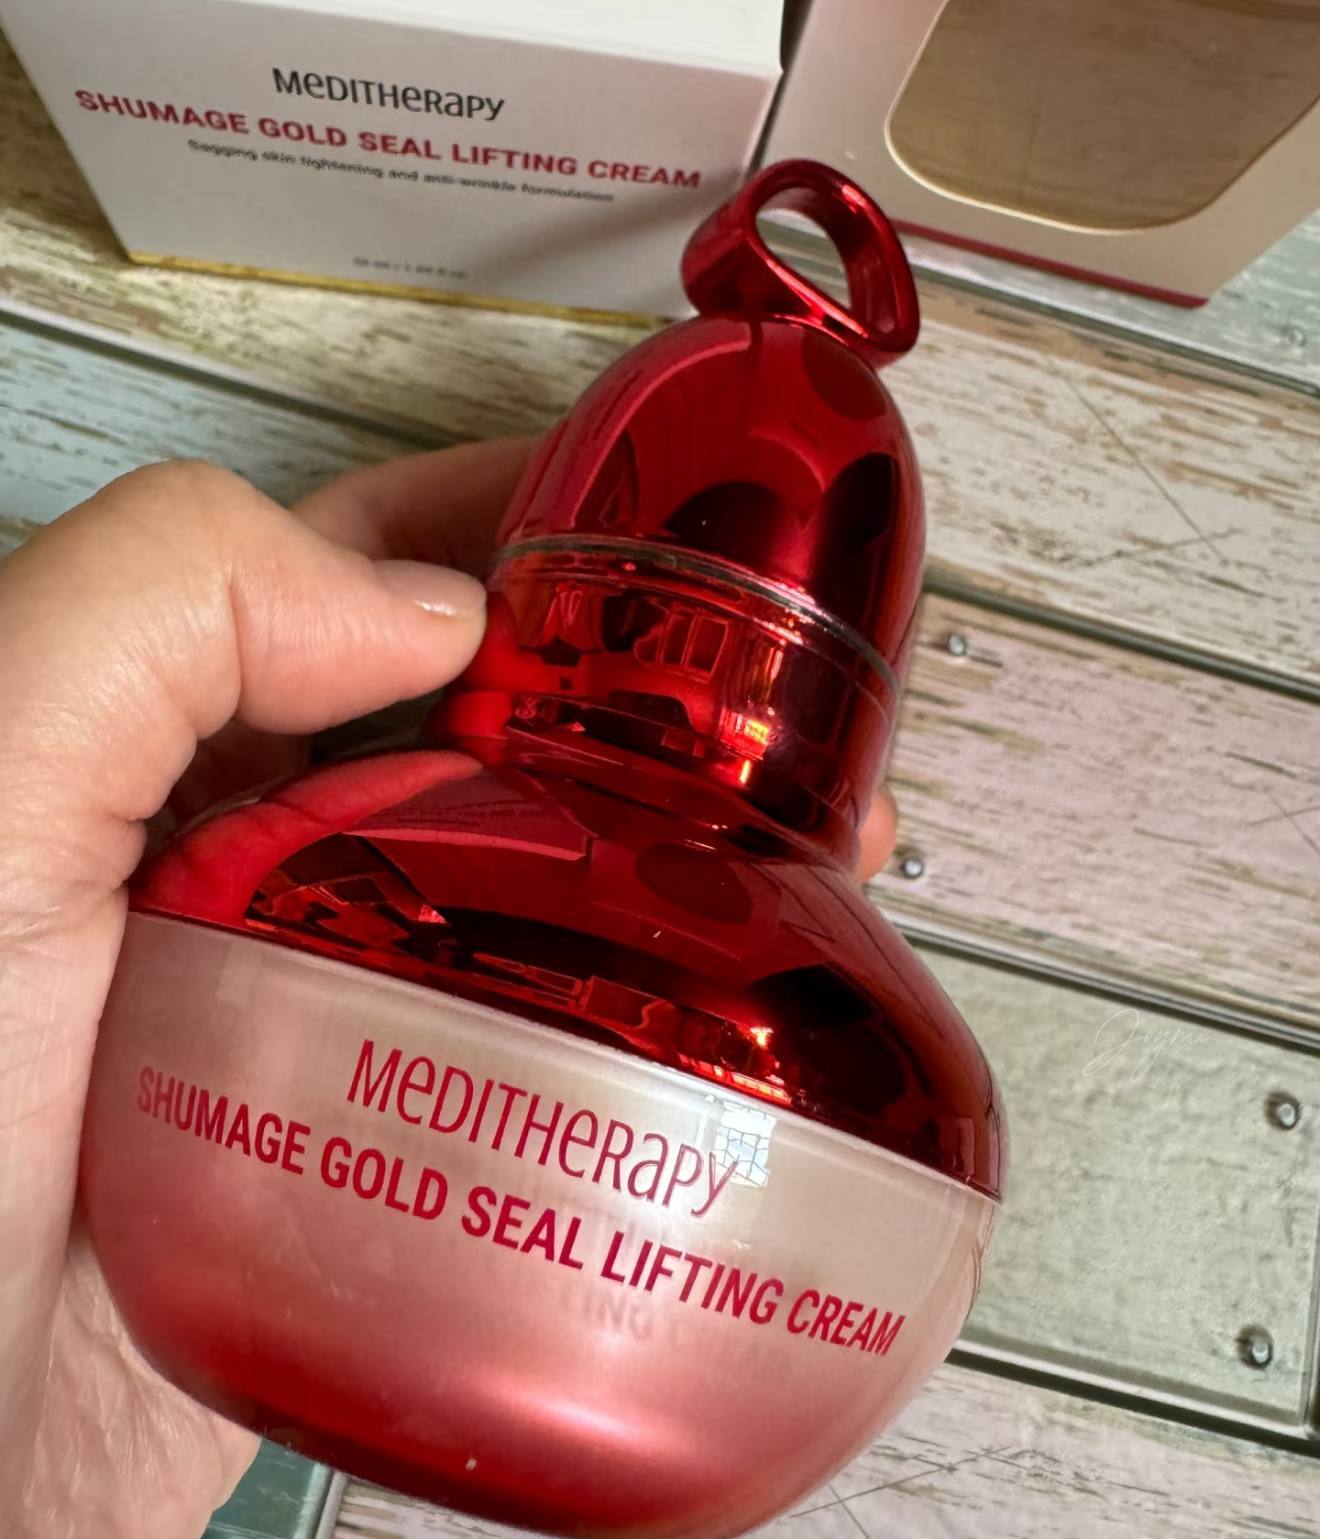 MeDITHeRaPY
SHUMAGE GOLD SEAL LIFTING CREAM
Sagging skin tightening and anti-wrinkle formulation
Joymi
MeDITHeRaPY
SHUMAGE GOLD SEAL LIFTING CREAM